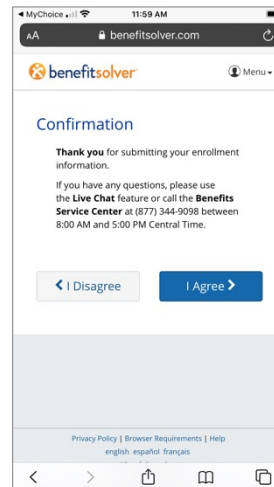 MyChoice 11:59 AM
AA benefitsolver.com
benefitsolver Menu
Confirmation
Thank you for submitting your enrollment
information.
If you have any questions, please use
the Live Chat feature or call the Benefits
Service Center at (877) 344-9098 between
8:00 AM and 5:00 PM Central Time.
I Disagree I Agree
Privacy Policy | Browser Requirements | Help
english español français